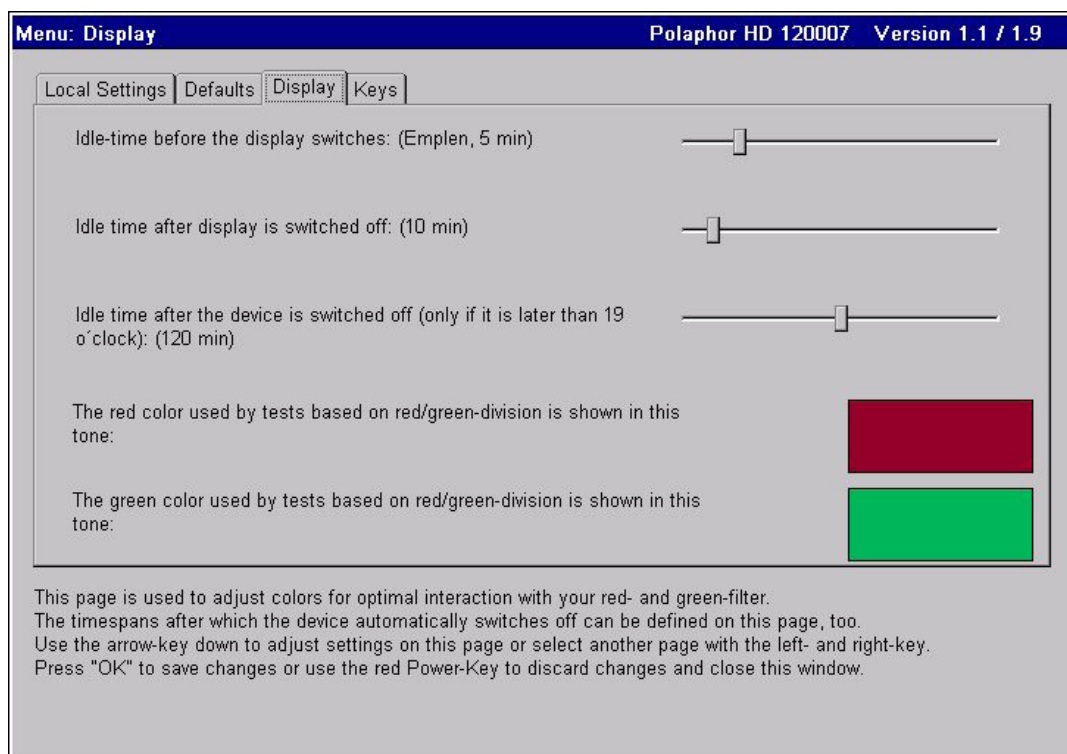 Menu: Display Polaphor HD 120007 Version 1.1 / 1.9
Local Settings Defaults Display Keys
Idle-time before the display switches: (Emplen, 5 min)
Idle time after display is switched off: (10 min)
Idle time after the device is switched off (only if it is later than 19
o´clock): (120 min)
The red color used by tests based on red/green-division is shown in this
tone:
The green color used by tests based on red/green-division is shown in this
tone:
This page is used to adjust colors for optimal interaction with your red- and green-filter.
The timespans after which the device automatically switches off can be defined on this page, too.
Use the arrow-key down to adjust settings on this page or select another page with the left- and right-key.
Press "OK" to save changes or use the red Power-Key to discard changes and close this window.